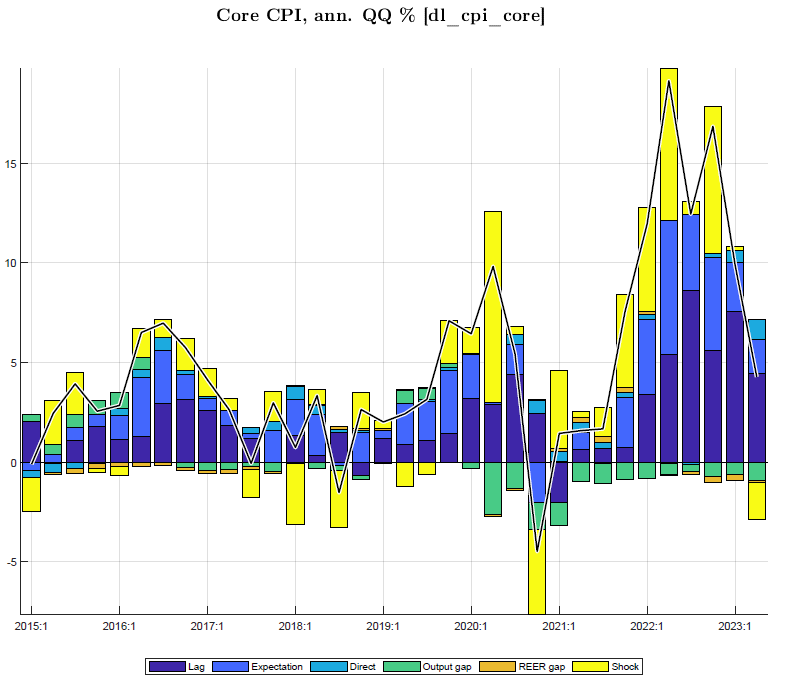 Core CPI, ann. QQ % [dl_cpi_core]
15
10
5
0
-5
2015:1 2016:1 2017:1 2018:1 2019:1 2020:1 2021:1 2022:1 2023:1
Lag Expectation Direct Output gap REER gap Shock